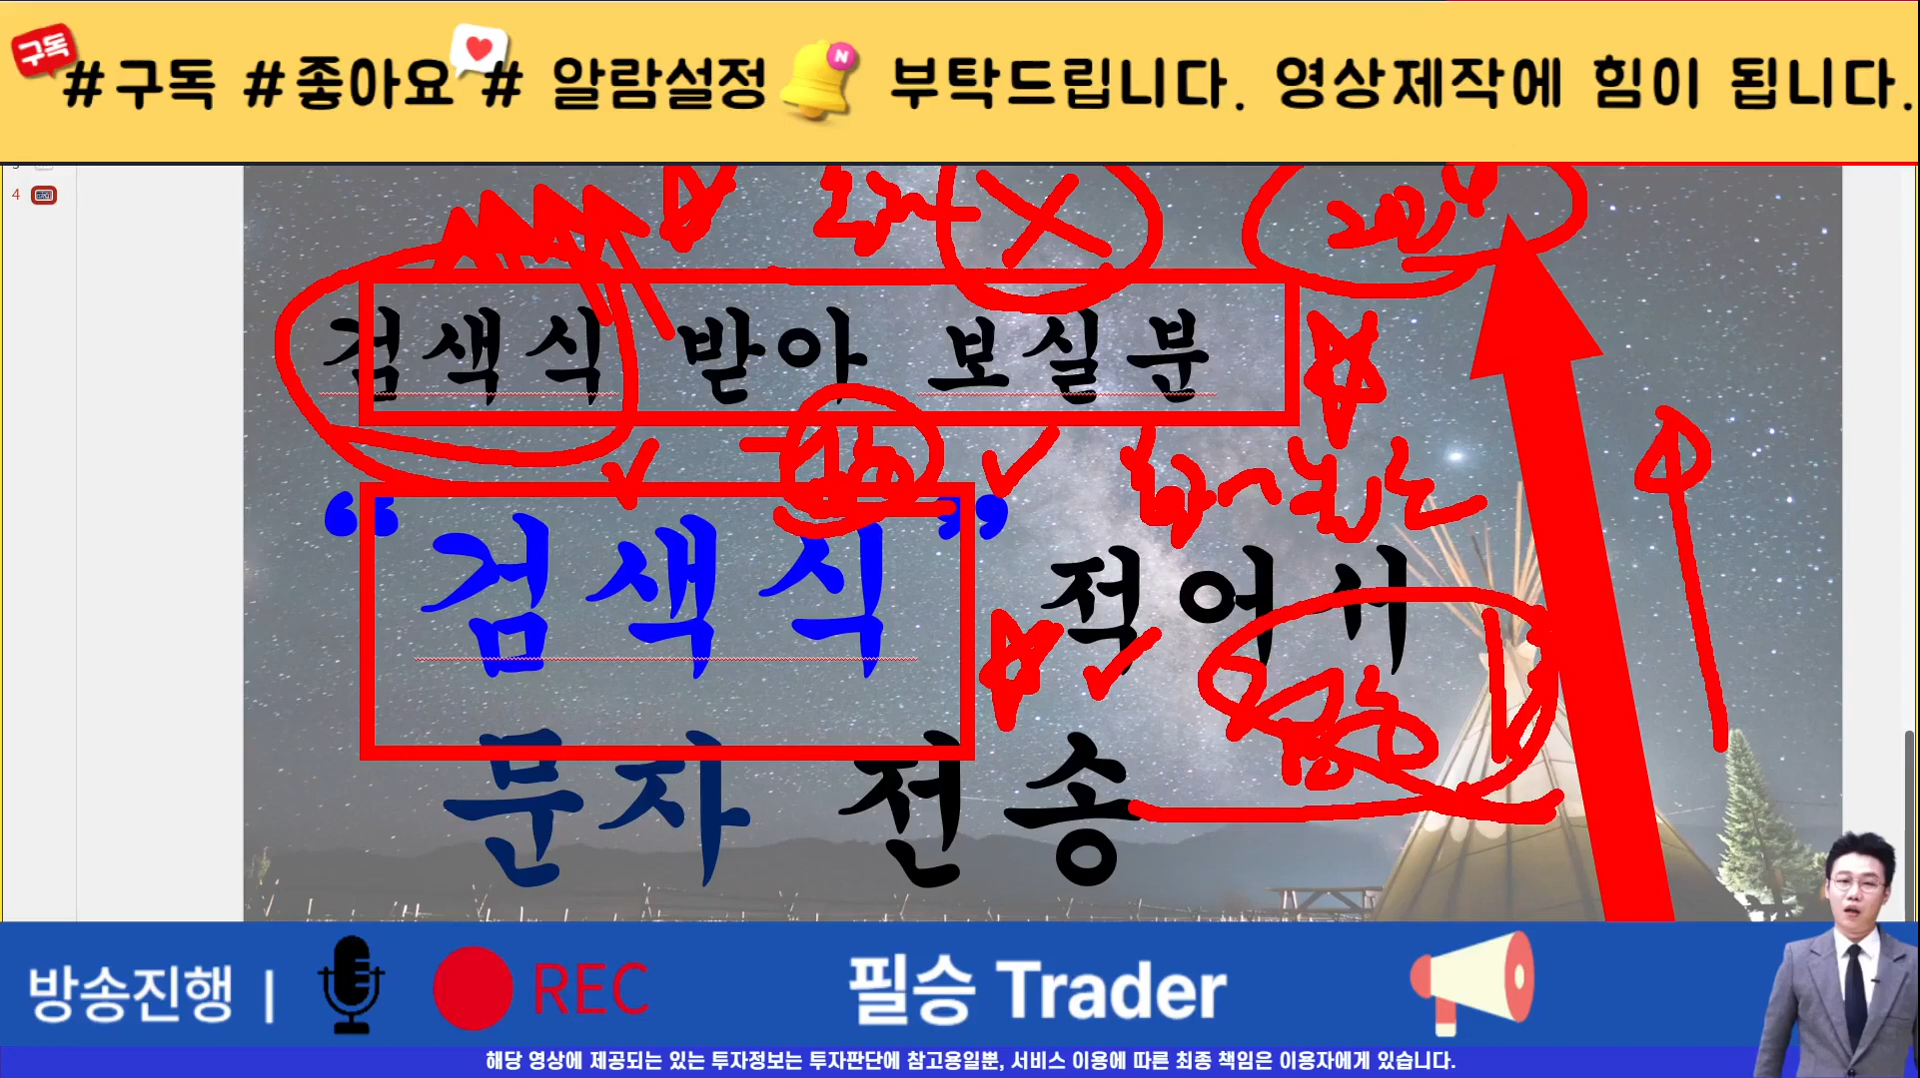 구독
#구독 #좋아요 # 알람설정 N 부탁드립니다. 영상제작에 힘이 됩니다.
4
검색식 받아 보실분
“검색식” 적어서
문자 전송
방송진행 | REC 필승 Trader
해당 영상에 제공되는 있는 투자정보는 투자판단에 참고용일뿐, 서비스 이용에 따른 최종 책임은 이용자에게 있습니다.